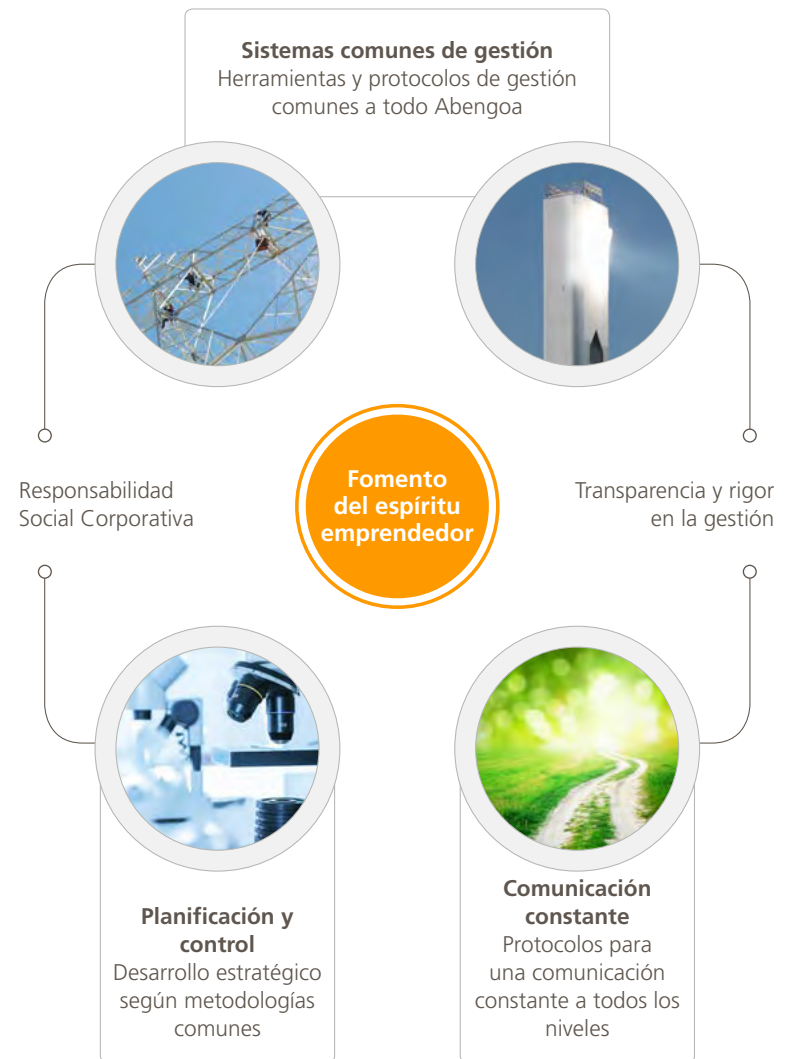 Sistemas comunes de gestión
Herramientas y protocolos de gestión
comunes a todo Abengoa
Responsabilidad
Social Corporativa
Fomento
del espíritu
emprendedor
Transparencia y rigor
en la gestión
Planificación y
control
Desarrollo estratégico
según metodologías
comunes
Comunicación
constante
Protocolos para
una comunicación
constante a todos los
niveles